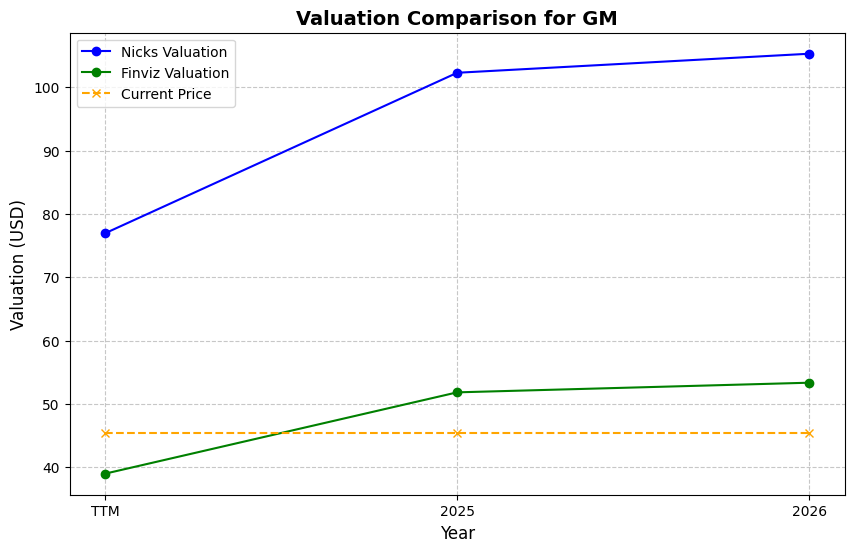 Valuation Comparison for GM
Nicks Valuation
Finviz Valuation
Current Price
Valuation (USD)
100
90
80
70
60
50
40
TTM
2025
2026
Year